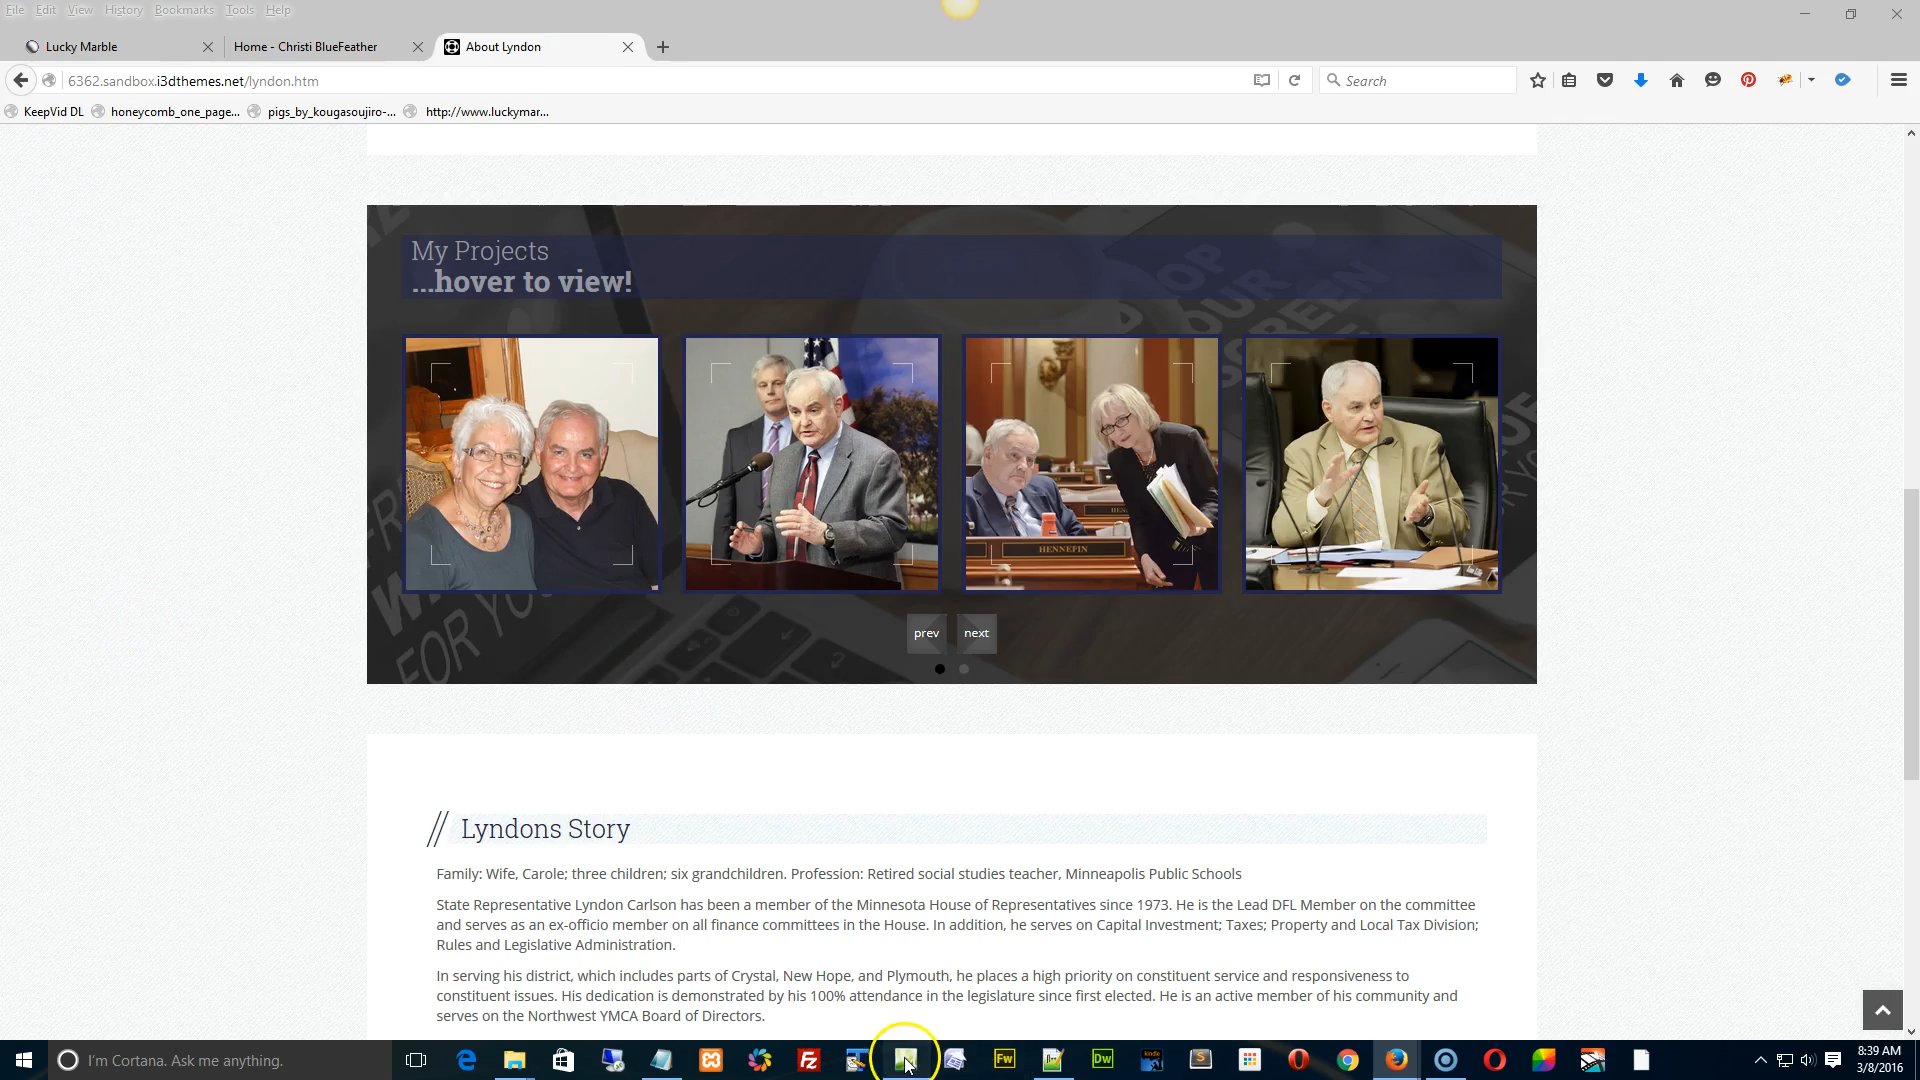 File Edit View History Bookmarks Tools Help
Lucky Marble
Home - Christi BlueFeather
About Lyndon
6362.sandbox.i3dthemes.net/lyndon.htm
Search
KeepVid DL
honeycomb_one_page...
pigs_by_kougasoujiro-...
http://www.luckymar...
My Projects
...hover to view!
HENNEFIN
prev next
// Lyndons Story
Family: Wife, Carole; three children; six grandchildren. Profession: Retired social studies teacher, Minneapolis Public Schools
State Representative Lyndon Carlson has been a member of the Minnesota House of Representatives since 1973. He is the Lead DFL Member on the committee
and serves as an ex-officio member on all finance committees in the House. In addition, he serves on Capital Investment; Taxes; Property and Local Tax Division;
Rules and Legislative Administration.
In serving his district, which includes parts of Crystal, New Hope, and Plymouth, he places a high priority on constituent service and responsiveness to
constituent issues. His dedication is demonstrated by his 100% attendance in the legislature since first elected. He is an active member of his community and
serves on the Northwest YMCA Board of Directors.
I'm Cortana. Ask me anything.
Fz
Fw
Dw
kindle
S
8:39 AM
3/8/2016